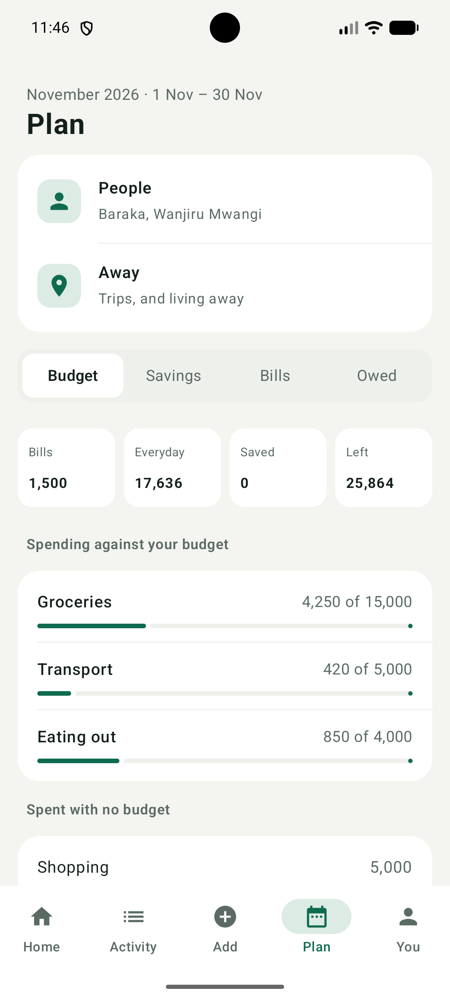 11:46
November 2026 · 1 Nov – 30 Nov
Plan
People
Baraka, Wanjiru Mwangi
Away
Trips, and living away
Budget Savings Bills Owed
Bills Everyday Saved Left
1,500 17,636 0 25,864
Spending against your budget
Groceries 4,250 of 15,000
Transport 420 of 5,000
Eating out 850 of 4,000
Spent with no budget
Shopping 5,000
Home Activity Add Plan You